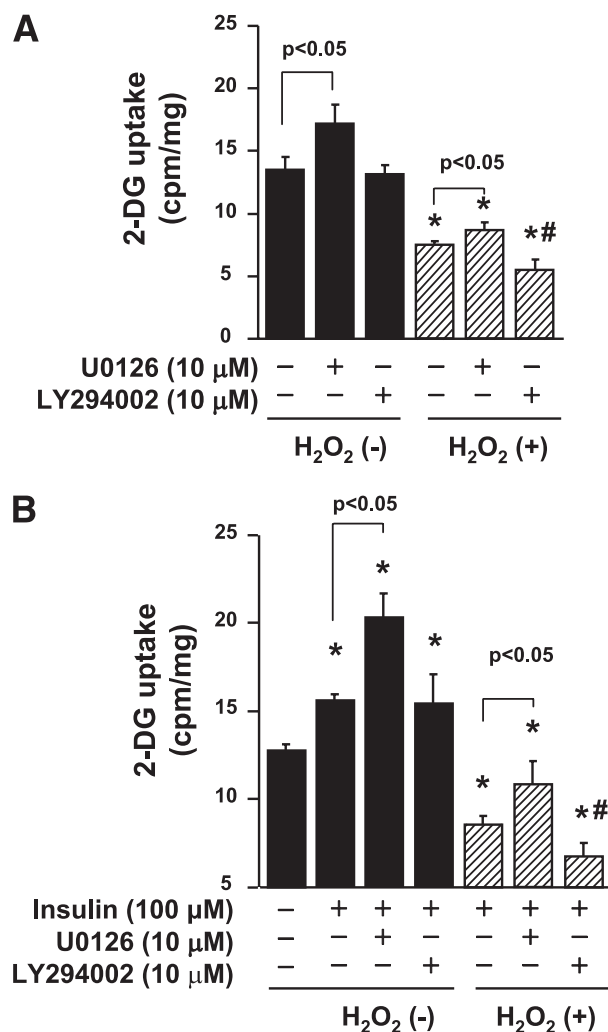 A
p<0.05
p<0.05
2-DG uptake
(cpm/mg)
25
20
15
10
5
0
* * *#
U0126 (10 μM) – + – – + –
LY294002 (10 μM) – – + – – +
H₂O₂ (-) H₂O₂ (+)
B
p<0.05
p<0.05
2-DG uptake
(cpm/mg)
25
20
15
10
5
* * * * * *#
Insulin (100 μM) – + + + + + +
U0126 (10 μM) – – + – – + –
LY294002 (10 μM) – – – + – – +
H₂O₂ (-) H₂O₂ (+)